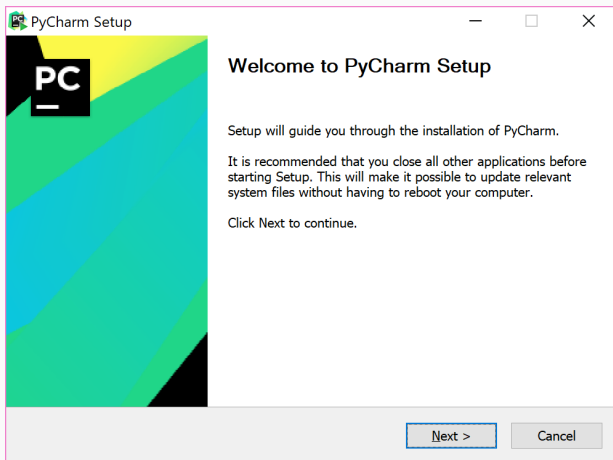 PyCharm Setup
PC
Welcome to PyCharm Setup
Setup will guide you through the installation of PyCharm.
It is recommended that you close all other applications before
starting Setup. This will make it possible to update relevant
system files without having to reboot your computer.
Click Next to continue.
Next >
Cancel